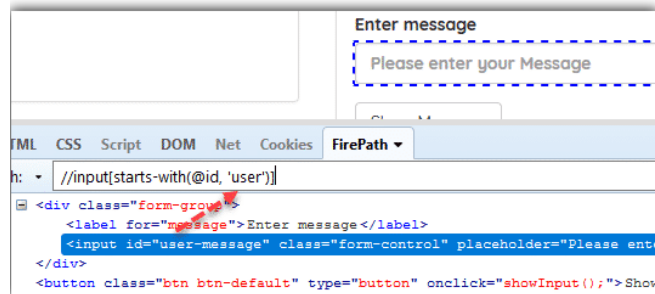 Enter message
Please enter your Message
TML CSS Script DOM Net Cookies FirePath
h: //input[starts-with(@id, 'user')]
<div class="form-group">
<label for="message">Enter message</label>
<input id="user-message" class="form-control" placeholder="Please ente
</div>
<button class="btn btn-default" type="button" onclick="showInput();">Show